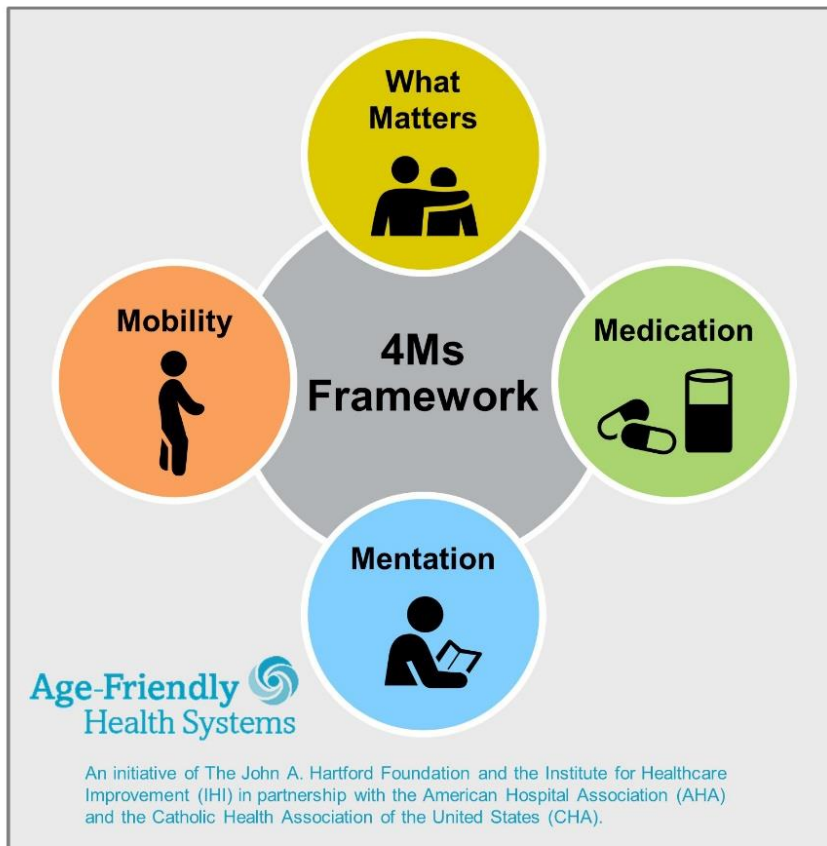 What
Matters
Mobility
4Ms
Framework
Medication
Mentation
Age-Friendly
Health Systems
An initiative of The John A. Hartford Foundation and the Institute for Healthcare
Improvement (IHI) in partnership with the American Hospital Association (AHA)
and the Catholic Health Association of the United States (CHA).